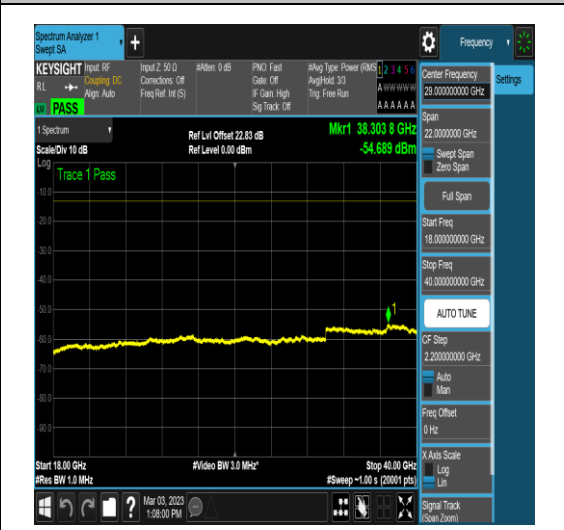 Spectrum Analyzer 1
Swept SA
Frequency
KEYSIGHT Input: RF Input Z: 50 Ω #Atten: 0 dB PNO: Fast #Avg Type: Power (RMS 1 2 3 4 5 6
RL Coupling: DC Corrections: Off Gate: Off Avg|Hold: 3/3 A W W W W W
Align: Auto Freq Ref: Int (S) IF Gain: High Trig: Free Run
PASS Sig Track: Off A A A A A A
1 Spectrum
Scale/Div 10 dB
Ref Lvl Offset 22.83 dB
Ref Level 0.00 dBm
Mkr1 38.303 8 GHz
-54.689 dBm
Log
Trace 1 Pass
-10.0
-20.0
-30.0
-40.0
-50.0
-60.0
-70.0
-80.0
-90.0
1
Start 18.00 GHz #Video BW 3.0 MHz* Stop 40.00 GHz
#Res BW 1.0 MHz #Sweep ~1.00 s (20001 pts)
?
Mar 03, 2023
1:08:00 PM
Center Frequency
29.000000000 GHz
Settings
Span
22.0000000 GHz
Swept Span
Zero Span
Full Span
Start Freq
18.000000000 GHz
Stop Freq
40.000000000 GHz
AUTO TUNE
CF Step
2.200000000 GHz
Auto
Man
Freq Offset
0 Hz
X Axis Scale
Log
Lin
Signal Track
(Span Zoom)